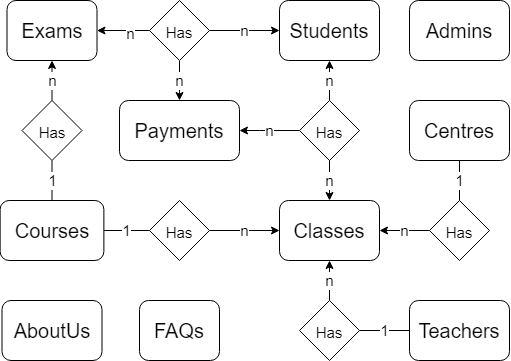 Exams
n
Has
n
Students
Admins
n
n
n
Has
Payments
n
Has
Centres
1
n
1
Courses
1
Has
n
Classes
n
Has
n
AboutUs
FAQs
Has
1
Teachers